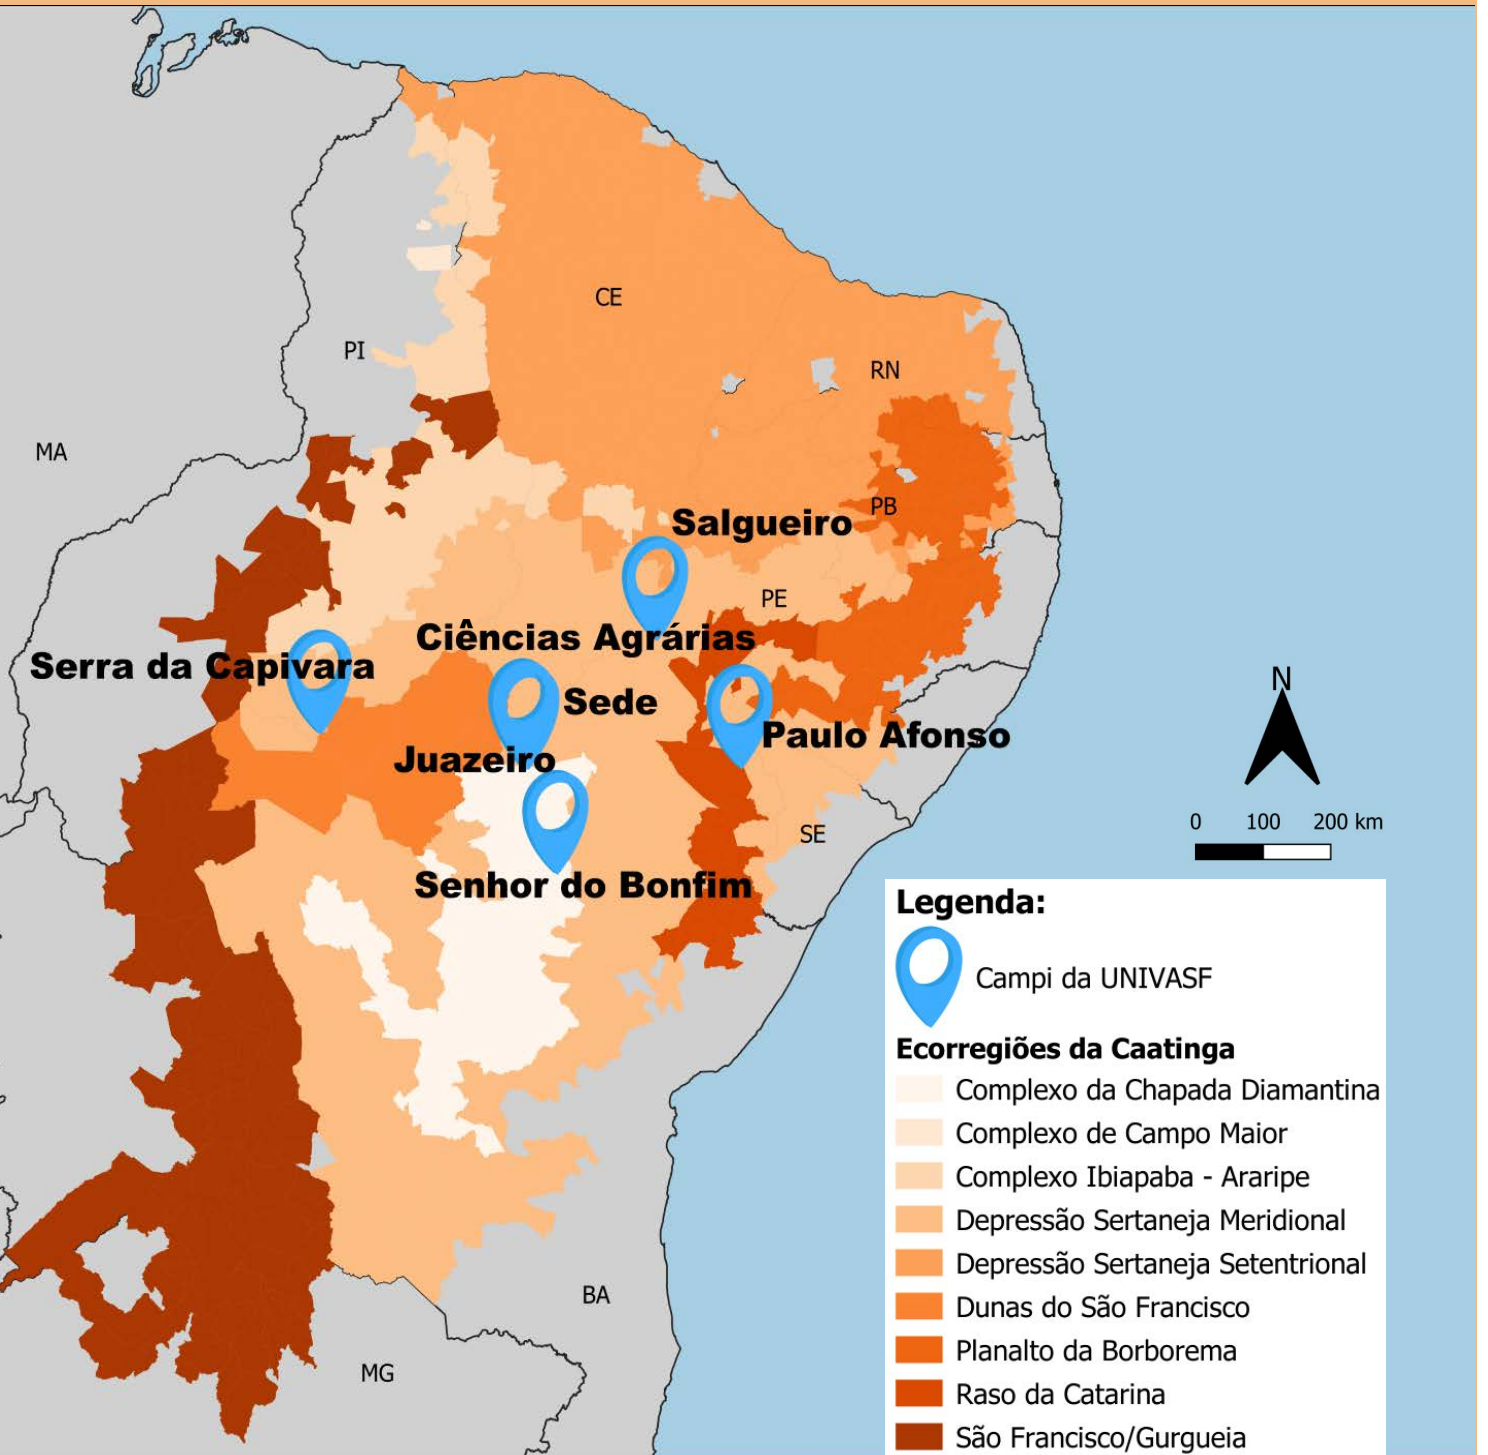 CE
PI
RN
MA
PB
Salgueiro
PE
Ciências Agrárias
Serra da Capivara
Sede
Paulo Afonso
Juazeiro
SE
Senhor do Bonfim
BA
MG
N
0 100 200 km
Legenda:
Campi da UNIVASF
Ecorregiões da Caatinga
Complexo da Chapada Diamantina
Complexo de Campo Maior
Complexo Ibiapaba - Araripe
Depressão Sertaneja Meridional
Depressão Sertaneja Setentrional
Dunas do São Francisco
Planalto da Borborema
Raso da Catarina
São Francisco/Gurgueia